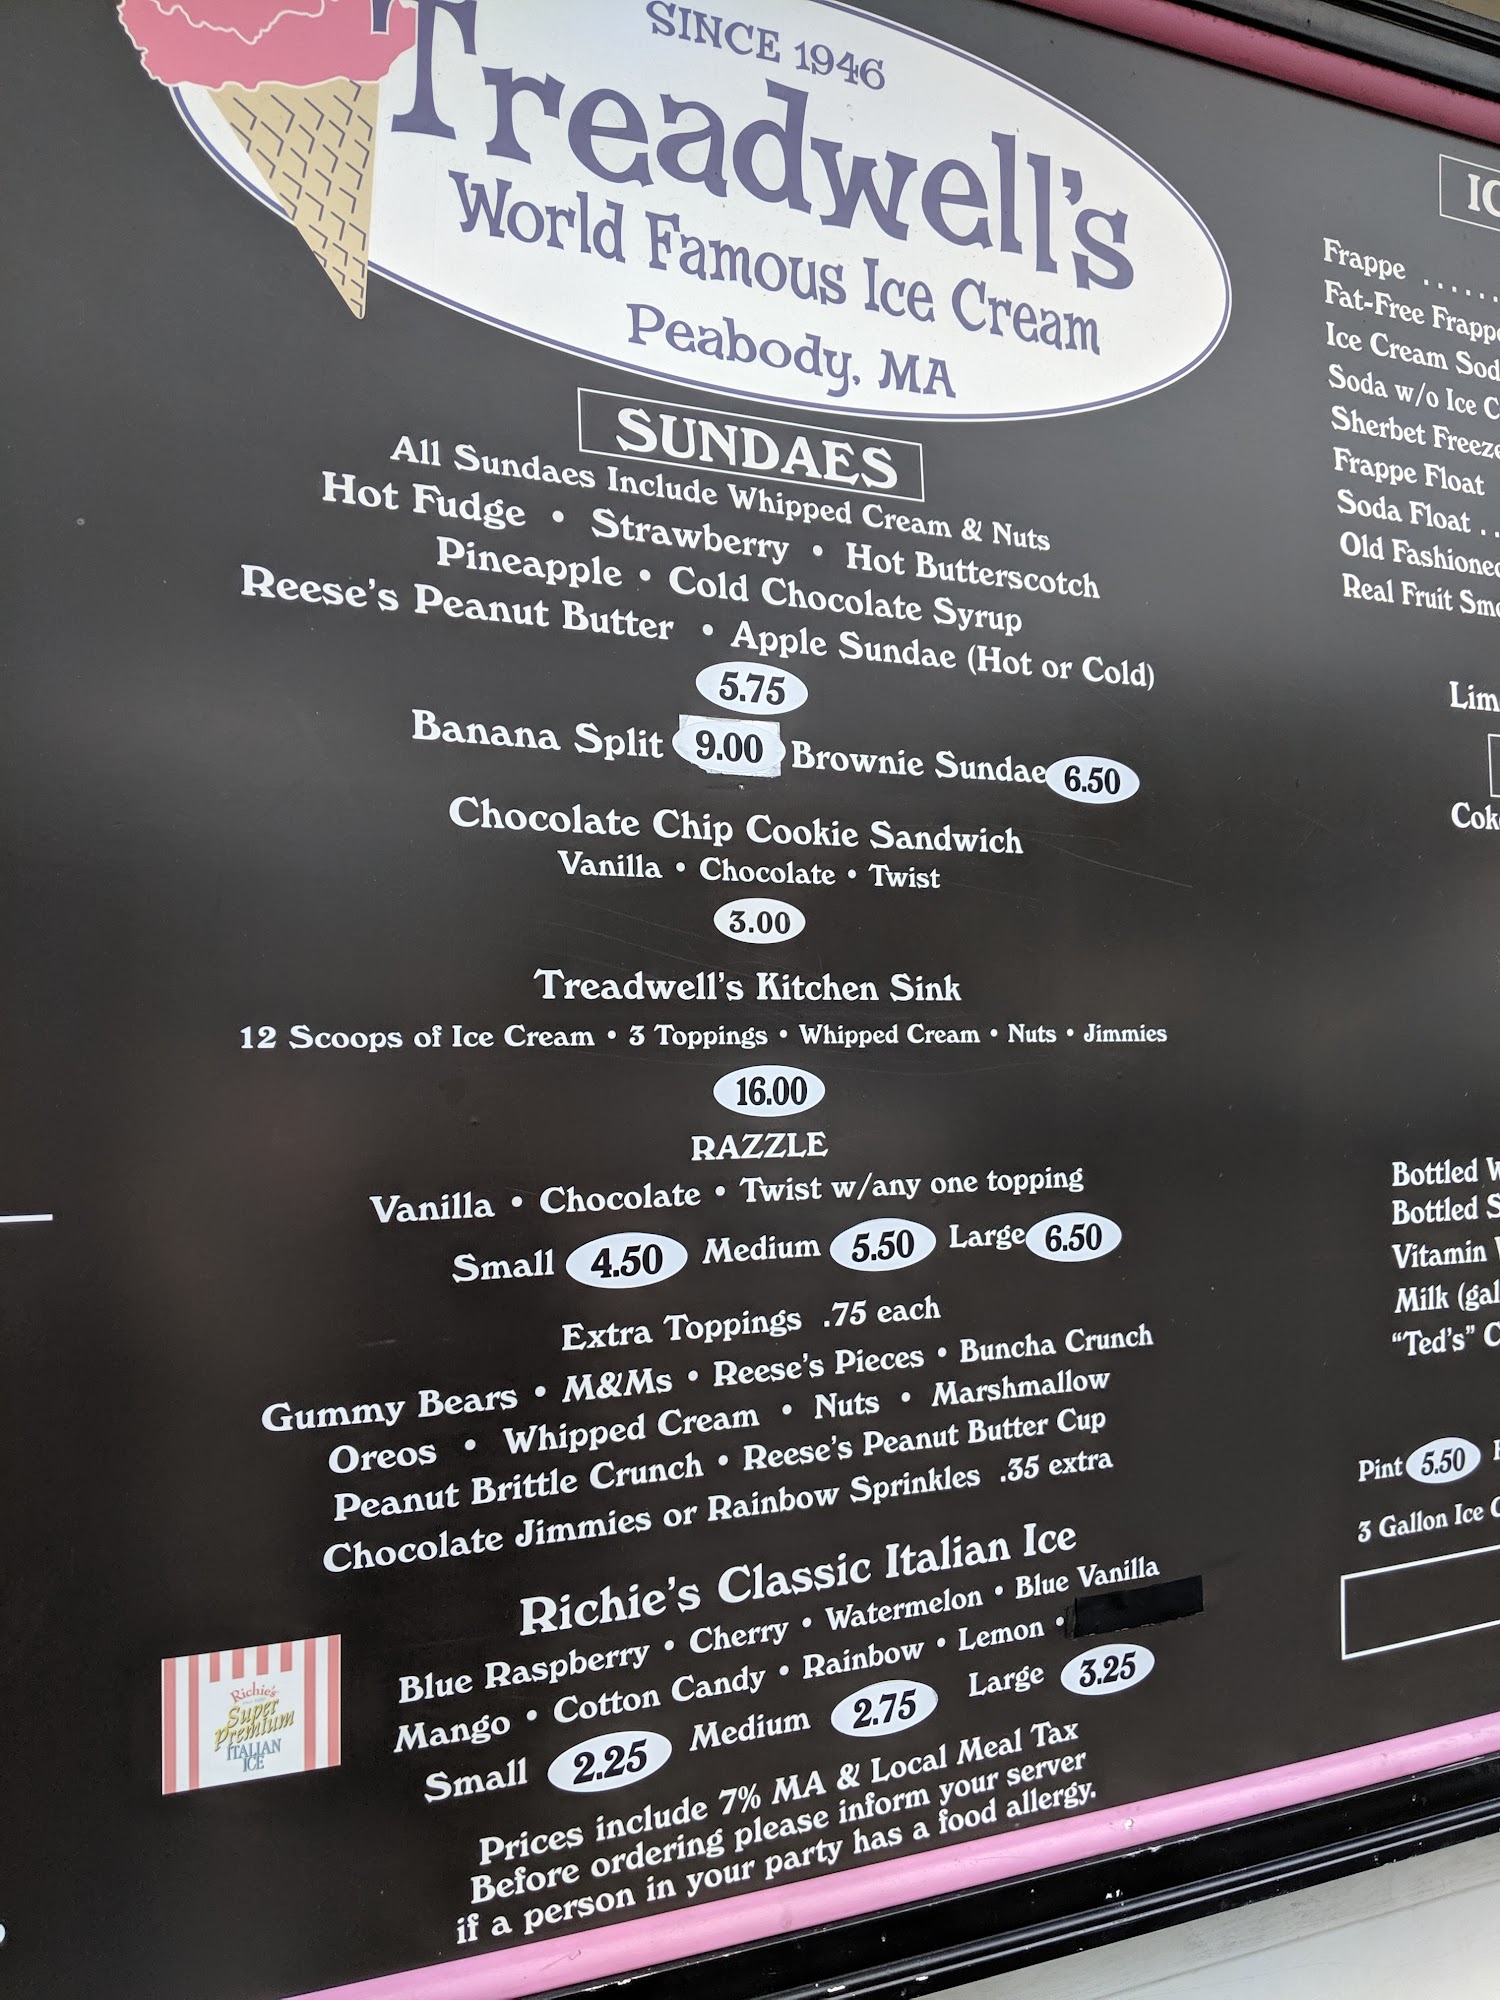 SINCE 1946
Treadwell's
World Famous Ice Cream
Peabody, MA
SUNDAES
All Sundaes Include Whipped Cream & Nuts
Hot Fudge • Strawberry • Hot Butterscotch
Pineapple • Cold Chocolate Syrup
Reese's Peanut Butter • Apple Sundae (Hot or Cold)
5.75
Banana Split 9.00 Brownie Sundae 6.50
Chocolate Chip Cookie Sandwich
Vanilla • Chocolate • Twist
3.00
Treadwell's Kitchen Sink
12 Scoops of Ice Cream • 3 Toppings • Whipped Cream • Nuts • Jimmies
16.00
RAZZLE
Vanilla • Chocolate • Twist w/any one topping
Small 4.50 Medium 5.50 Large 6.50
Extra Toppings .75 each
Gummy Bears • M&Ms • Reese's Pieces • Buncha Crunch
Oreos • Whipped Cream • Nuts • Marshmallow
Peanut Brittle Crunch • Reese's Peanut Butter Cup
Chocolate Jimmies or Rainbow Sprinkles .35 extra
Richie's Classic Italian Ice
Blue Raspberry • Cherry • Watermelon • Blue Vanilla
Mango • Cotton Candy • Rainbow • Lemon •
Small 2.25 Medium 2.75 Large 3.25
Prices include 7% MA & Local Meal Tax
Before ordering please inform your server
if a person in your party has a food allergy.
Richie's
Super
Premium
ITALIAN
ICE
Frappe ......
Fat-Free Frappe
Ice Cream Sod
Soda w/o Ice C
Sherbet Freeze
Frappe Float
Soda Float ..
Old Fashioned
Real Fruit Smo
Lim
Coke
Bottled W
Bottled S
Vitamin
Milk (gal
"Ted's" C
Pint 5.50
3 Gallon Ice C